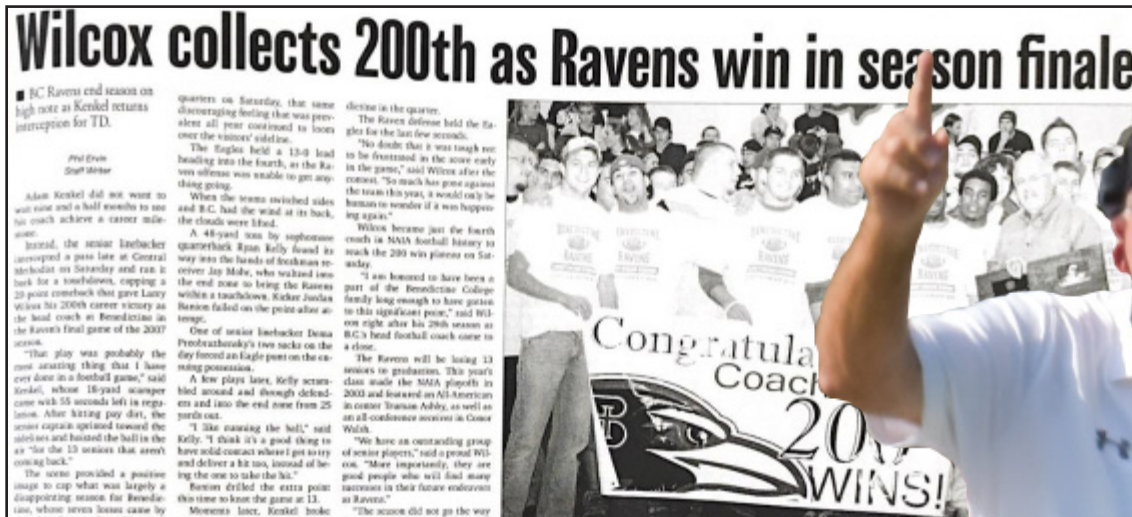 Wilcox collects 200th as Ravens win in season finale
■ BC Ravens end season on
high note as Kenkel returns
interception for TD.
Phil Ervin
Staff Writer
Adam Kenkel did not want to
wait nine and a half months to see
his coach achieve a career mile-
stone.
Instead, the senior linebacker
intercepted a pass late at Central
Methodist on Saturday and ran it
back for a touchdown, capping a
20-point comeback that gave Larry
Wilcox his 200th career victory as
the head coach at Benedictine in
the Raven's final game of the 2007
season.
"That play was probably the
most amazing thing that I have
ever done in a football game," said
Kenkel, whose 18-yard scamper
came with 55 seconds left in regu-
lation. After hitting pay dirt, the
senior captain sprinted toward the
sidelines and hoisted the ball in the
air "for the 13 seniors that aren't
coming back."
The scene provided a positive
image to cap what was largely a
disappointing season for Benedic-
tine, whose seven losses came by
quarters on Saturday, that same
discouraging feeling that was prev-
alent all year continued to loom
over the visitors' sideline.
The Eagles held a 13-0 lead
heading into the fourth, as the Ra-
ven offense was unable to get any-
thing going.
When the teams switched sides
and B.C. had the wind at its back,
the clouds were lifted.
A 48-yard toss by sophomore
quarterback Ryan Kelly found its
way into the hands of freshman re-
ceiver Jay Mohr, who waltzed into
the end zone to bring the Ravens
within a touchdown. Kicker Jordan
Banion failed on the point-after at-
tempt.
One of senior linebacker Dema
Preobrazhensky's two sacks on the
day forced an Eagle punt on the en-
suing possession.
A few plays later, Kelly scram-
bled around and through defend-
ers and into the end zone from 25
yards out.
"I like running the ball," said
Kelly. "I think it's a good thing to
have solid contact where I get to try
and deliver a hit too, instead of be-
ing the one to take the hit."
Banion drilled the extra point
this time to knot the game at 13.
Moments later, Kenkel broke
dictine in the quarter.
The Raven defense held the Ea-
gles for the last few seconds.
"No doubt that it was tough not
to be frustrated in the score early
in the game," said Wilcox after the
contest. "So much has gone against
the team this year, it would only be
human to wonder if it was happen-
ing again."
Wilcox became just the fourth
coach in NAIA football history to
reach the 200 win plateau on Sat-
urday.
"I am honored to have been a
part of the Benedictine College
family long enough to have gotten
to this significant point," said Wil-
cox right after his 29th season as
B.C.'s head football coach came to
a close.
The Ravens will be losing 13
seniors to graduation. This year's
class made the NAIA playoffs in
2003 and featured an All-American
in center Truman Ashby, as well as
an all-conference receiver in Conor
Walsh.
"We have an outstanding group
of senior players," said a proud Wil-
cox. "More importantly, they are
good people who will find many
successes in their future endeavors
as Ravens."
"The season did not go the way
BENEDICTINE
RAVENS
Congratula
Coach
200
WINS!